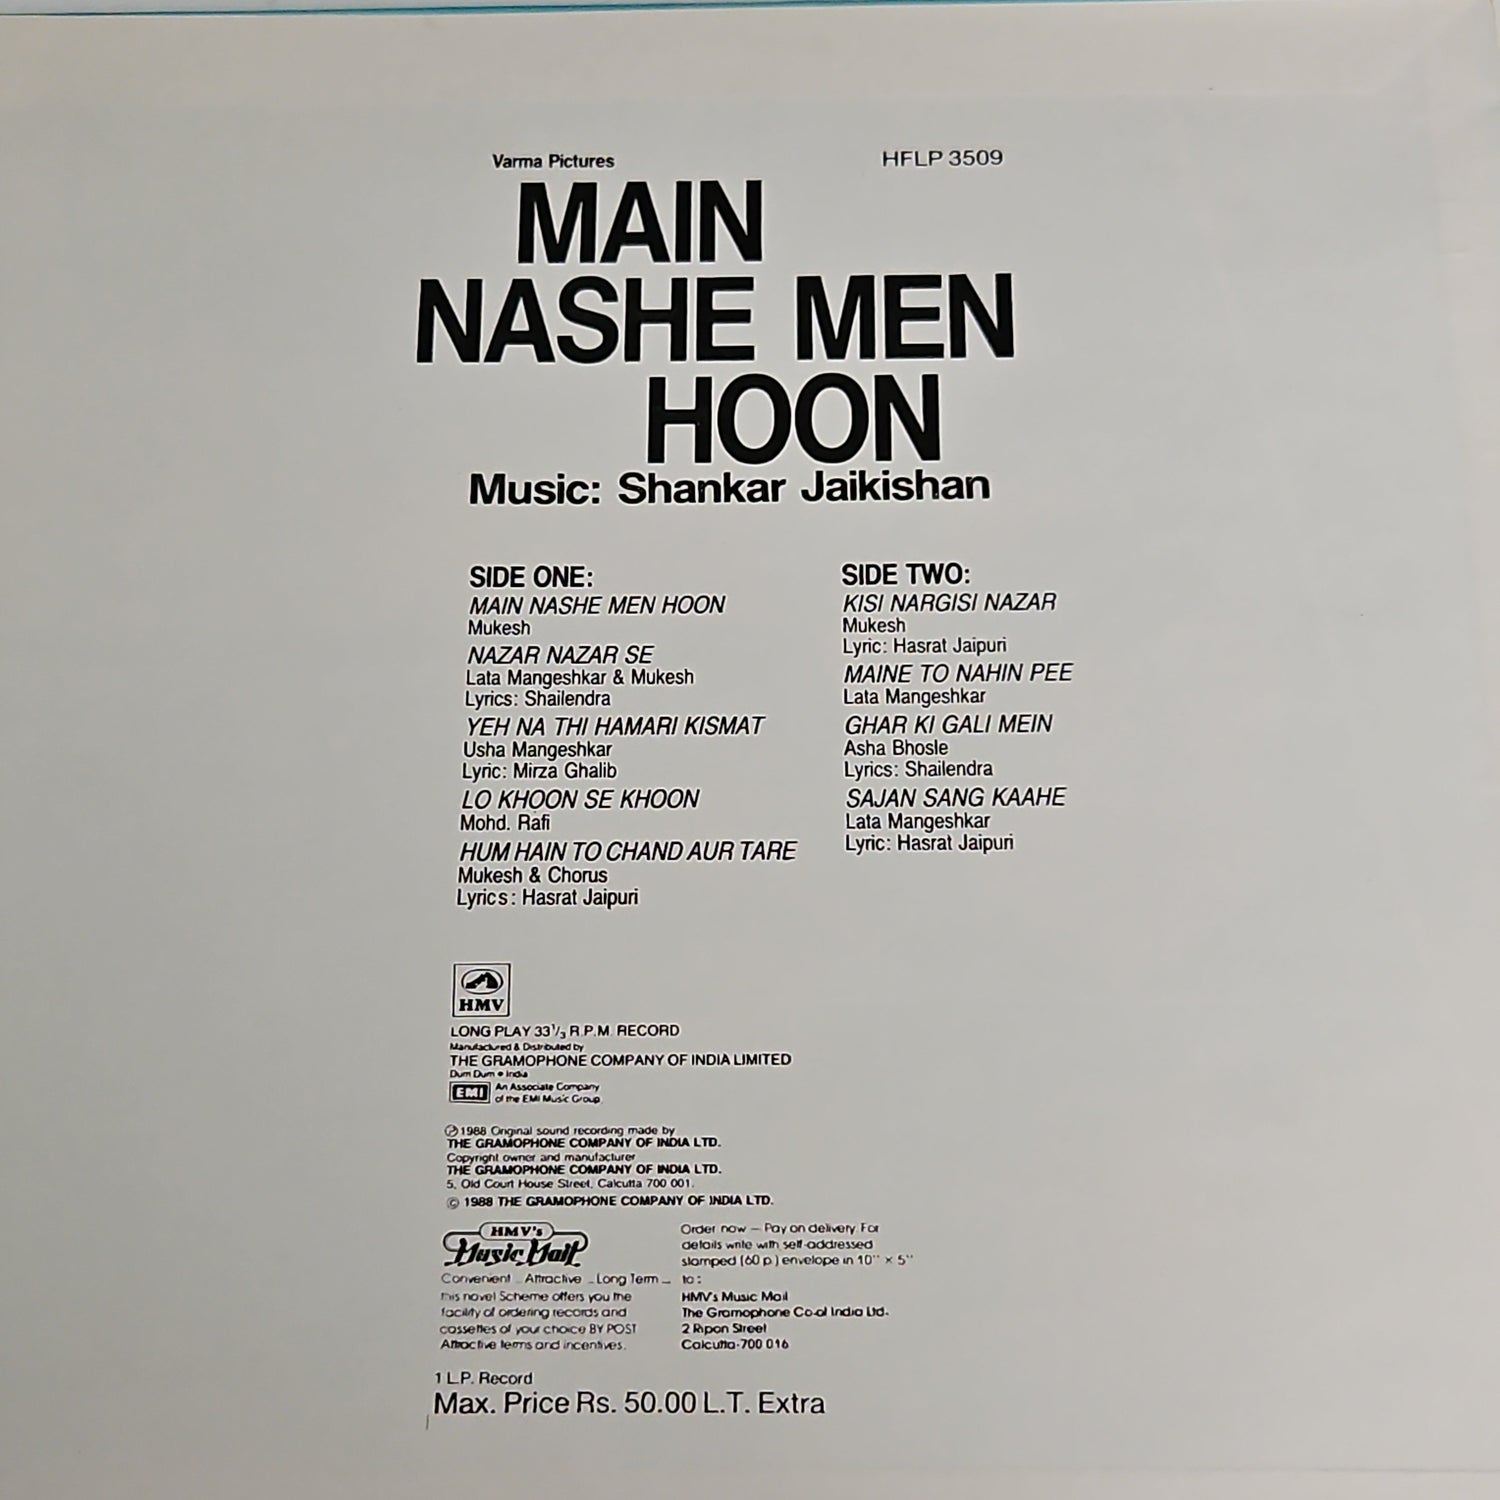 Varma Pictures
HFLP 3509
MAIN
NASHE MEN
HOON
Music: Shankar Jaikishan
SIDE ONE:
MAIN NASHE MEN HOON
Mukesh
NAZAR NAZAR SE
Lata Mangeshkar & Mukesh
Lyrics: Shailendra
YEH NA THI HAMARI KISMAT
Usha Mangeshkar
Lyric: Mirza Ghalib
LO KHOON SE KHOON
Mohd. Rafi
HUM HAIN TO CHAND AUR TARE
Mukesh & Chorus
Lyrics: Hasrat Jaipuri
SIDE TWO:
KISI NARGISI NAZAR
Mukesh
Lyric: Hasrat Jaipuri
MAINE TO NAHIN PEE
Lata Mangeshkar
GHAR KI GALI MEIN
Asha Bhosle
Lyrics: Shailendra
SAJAN SANG KAAHE
Lata Mangeshkar
Lyric: Hasrat Jaipuri
HMV
LONG PLAY 33⅓ R.P.M. RECORD
Manufactured & Distributed by
THE GRAMOPHONE COMPANY OF INDIA LIMITED
Dum Dum • India
EMI An Associate Company
of the EMI Music Group.
℗ 1988 Original sound recording made by
THE GRAMOPHONE COMPANY OF INDIA LTD.
Copyright owner and manufacturer
THE GRAMOPHONE COMPANY OF INDIA LTD.
5, Old Court House Street, Calcutta 700 001.
© 1988 THE GRAMOPHONE COMPANY OF INDIA LTD.
HMV's
Music Mail
Convenient _ Attractive _ Long Term _
this novel Scheme offers you the
facility of ordering records and
cassettes of your choice BY POST
Attractive terms and incentives.
Order now – Pay on delivery. For
details write with self-addressed
stamped (60 p.) envelope in 10'' × 5''
to:
HMV's Music Mail
The Gramophone Co. of India Ltd.
2 Ripon Street
Calcutta-700 016
1 L.P. Record
Max. Price Rs. 50.00 L.T. Extra